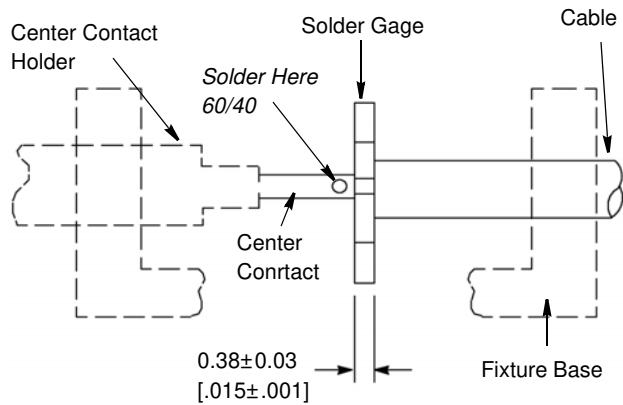 Center Contact
Holder
Solder Here
60/40
Solder Gage
Cable
Center
Conrtact
0.38±0.03
[.015±.001]
Fixture Base